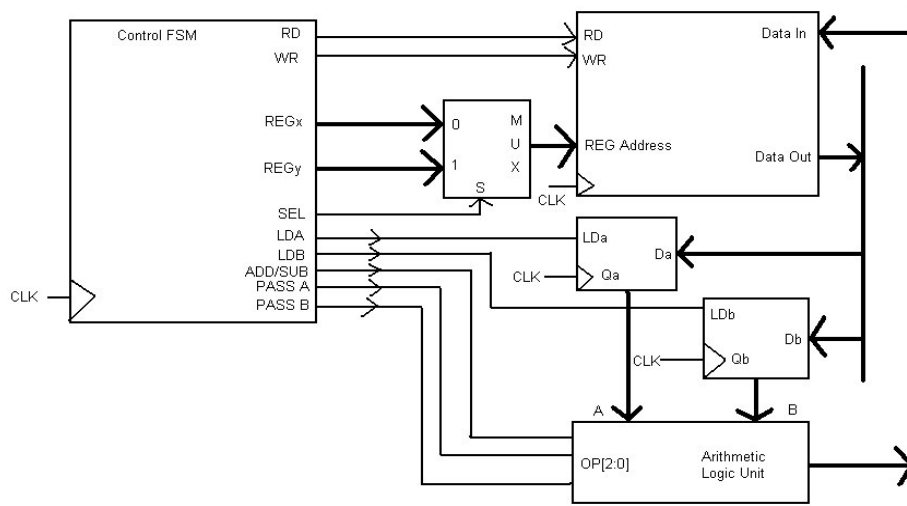 Control FSM
RD
WR
REGx
REGy
SEL
LDA
LDB
ADD/SUB
PASS A
PASS B
CLK
0
1
M
U
X
S
RD
WR
REG Address
Data In
Data Out
CLK
LDa
Da
Qa
CLK
LDb
Db
Qb
CLK
A
B
OP[2:0]
Arithmetic
Logic Unit